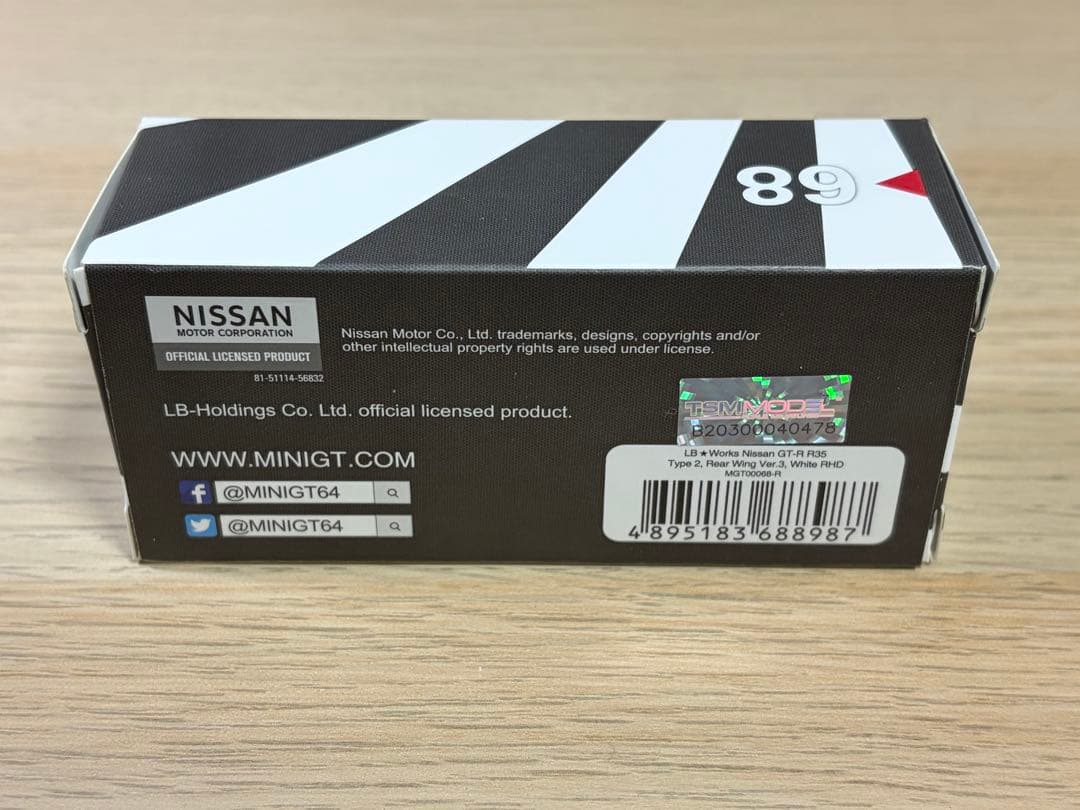 68
NISSAN
MOTOR CORPORATION
OFFICIAL LICENSED PRODUCT
81-51114-56832
Nissan Motor Co., Ltd. trademarks, designs, copyrights and/or
other intellectual property rights are used under license.
LB-Holdings Co. Ltd. official licensed product.
WWW.MINIGT.COM
f @MINIGT64
@MINIGT64
TSMMODEL
B20300040478
LB★Works Nissan GT-R R35
Type 2, Rear Wing Ver.3, White RHD
MGT00068-R
4 895183 688987